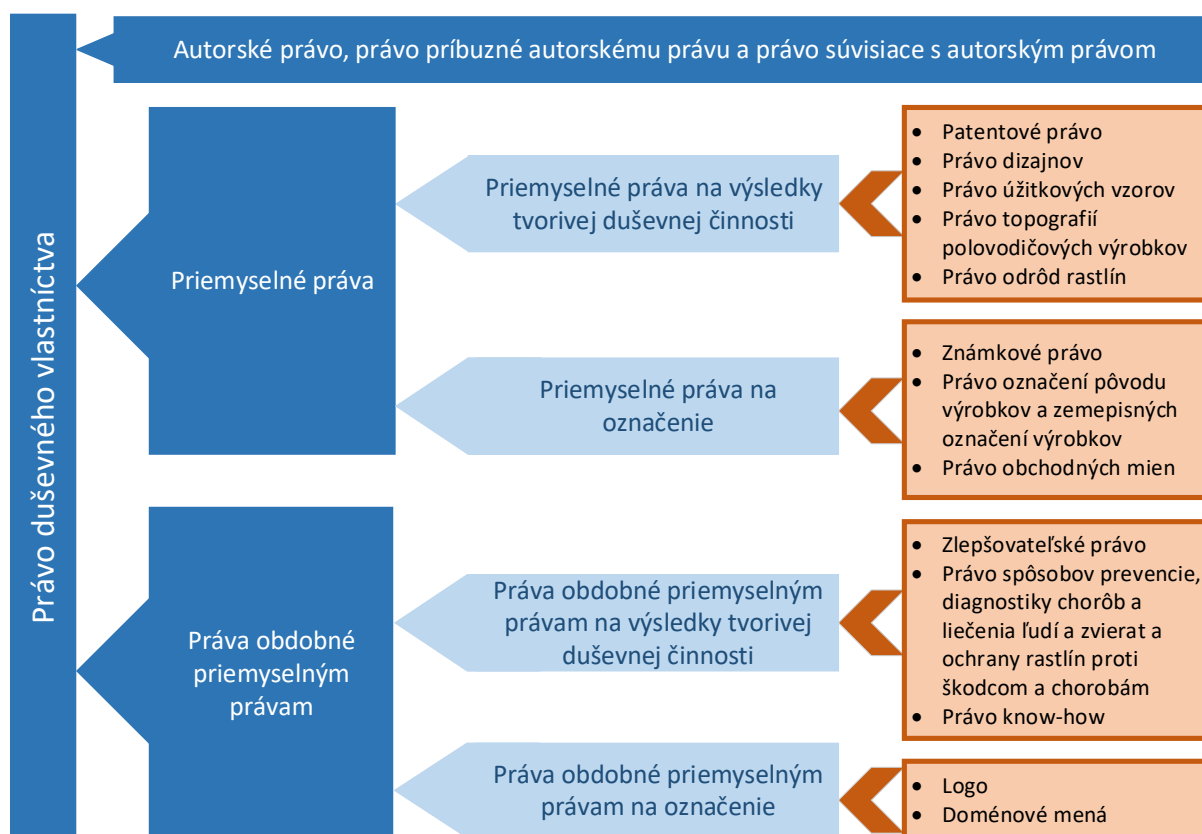 Právo duševného vlastníctva
Autorské právo, právo príbuzné autorskému právu a právo súvisiace s autorským právom
Priemyselné práva
Priemyselné práva na výsledky
tvorivej duševnej činnosti
• Patentové právo
• Právo dizajnov
• Právo úžitkových vzorov
• Právo topografií
polovodičových výrobkov
• Právo odrôd rastlín
Priemyselné práva na
označenie
• Známkové právo
• Právo označení pôvodu
výrobkov a zemepisných
označení výrobkov
• Právo obchodných mien
Práva obdobné
priemyselným
právam
Práva obdobné priemyselným
právam na výsledky tvorivej
duševnej činnosti
• Zlepšovateľské právo
• Právo spôsobov prevencie,
diagnostiky chorôb a
liečenia ľudí a zvierat a
ochrany rastlín proti
škodcom a chorobám
• Právo know-how
Práva obdobné priemyselným
právam na označenie
• Logo
• Doménové mená